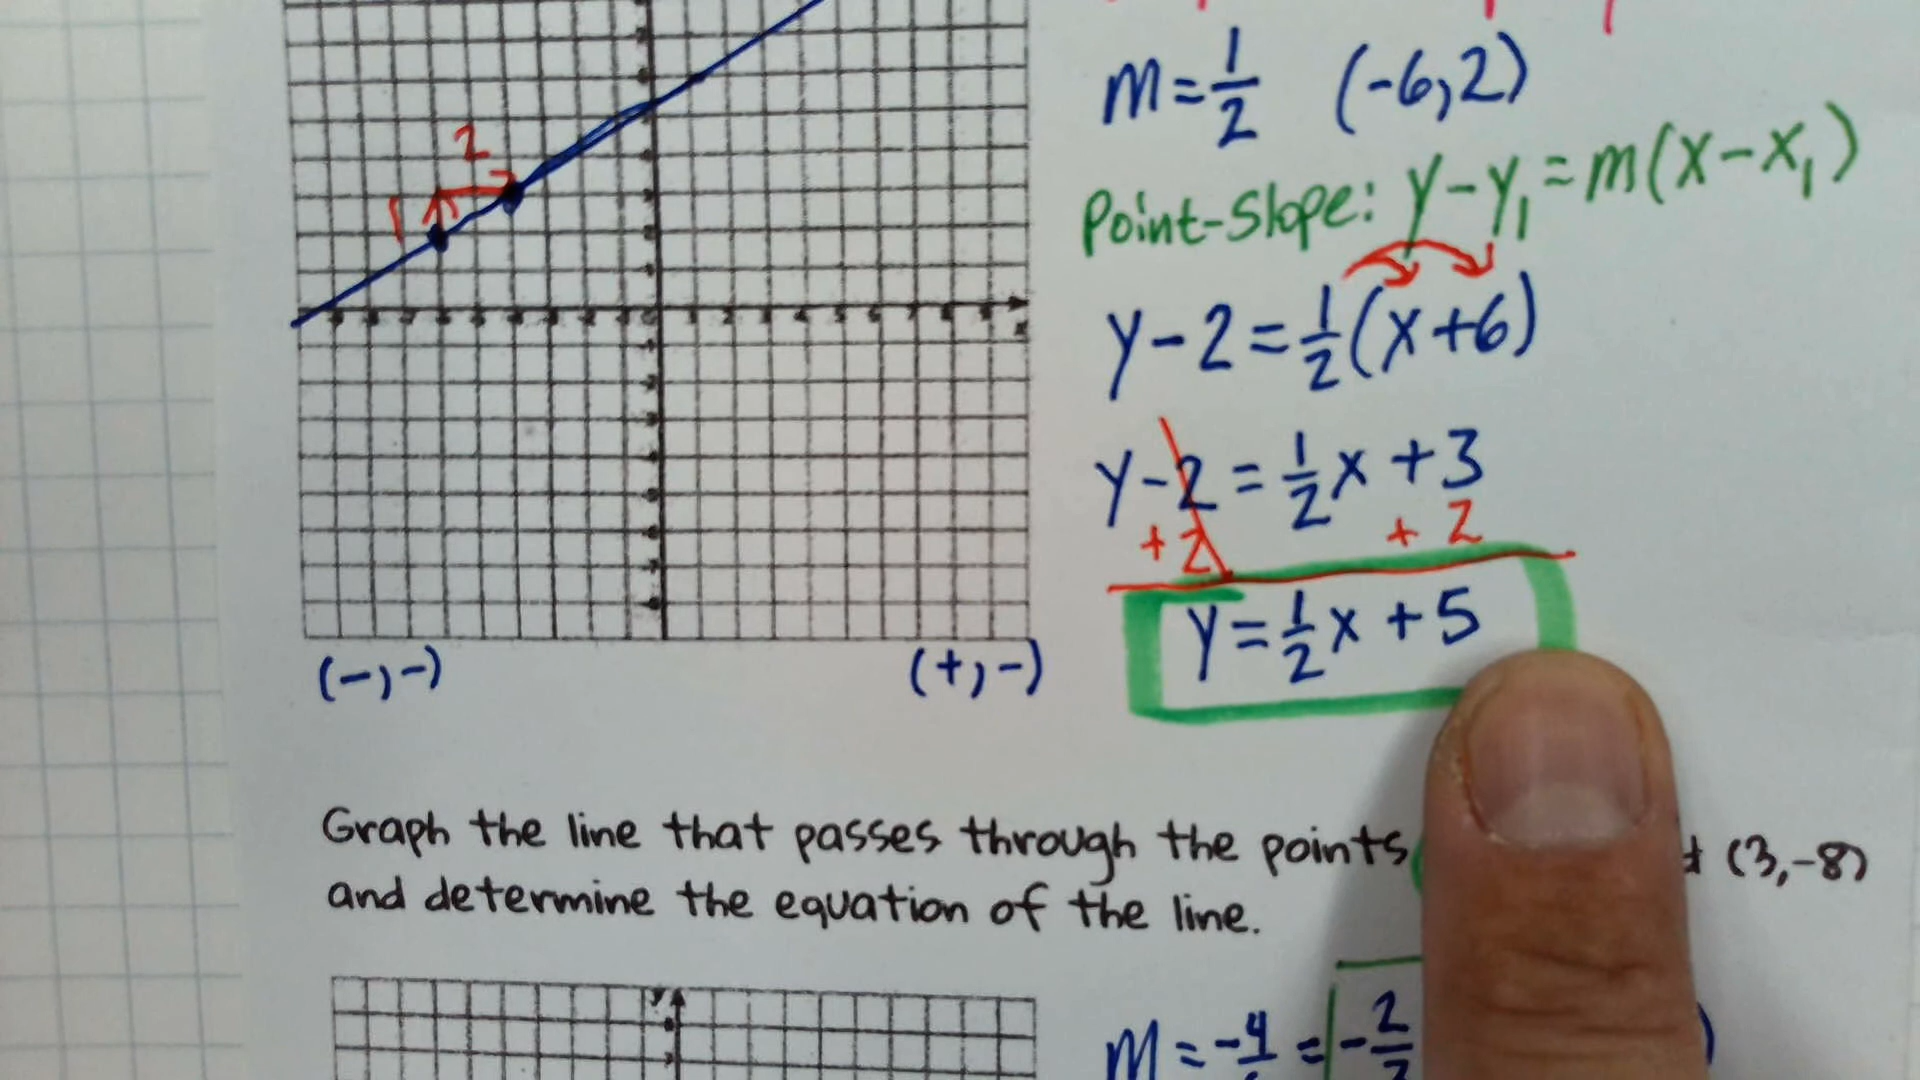 2
1
m = 1/2 (-6,2)
Point-Slope: y - y₁ = m(x - x₁)
y - 2 = 1/2(x + 6)
y - 2 = 1/2x + 3
+ 2 + 2
y = 1/2x + 5
(-,-) (+,-)
Graph the line that passes through the points (3,-8)
and determine the equation of the line.
y
m = -4 = -2